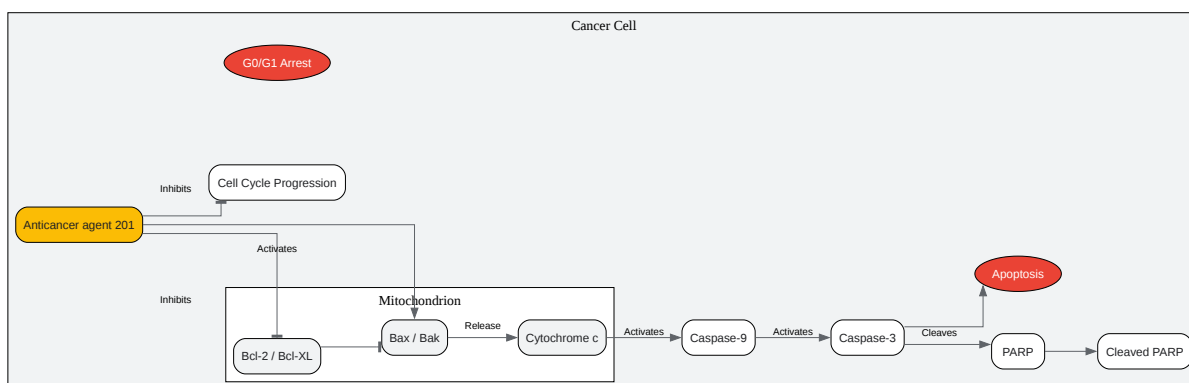 Cancer Cell
G0/G1 Arrest
Inhibits
Cell Cycle Progression
Anticancer agent 201
Activates
Inhibits
Mitochondrion
Bcl-2 / Bcl-XL
Bax / Bak
Release
Cytochrome c
Activates
Caspase-9
Activates
Caspase-3
Cleaves
Apoptosis
PARP
Cleaved PARP